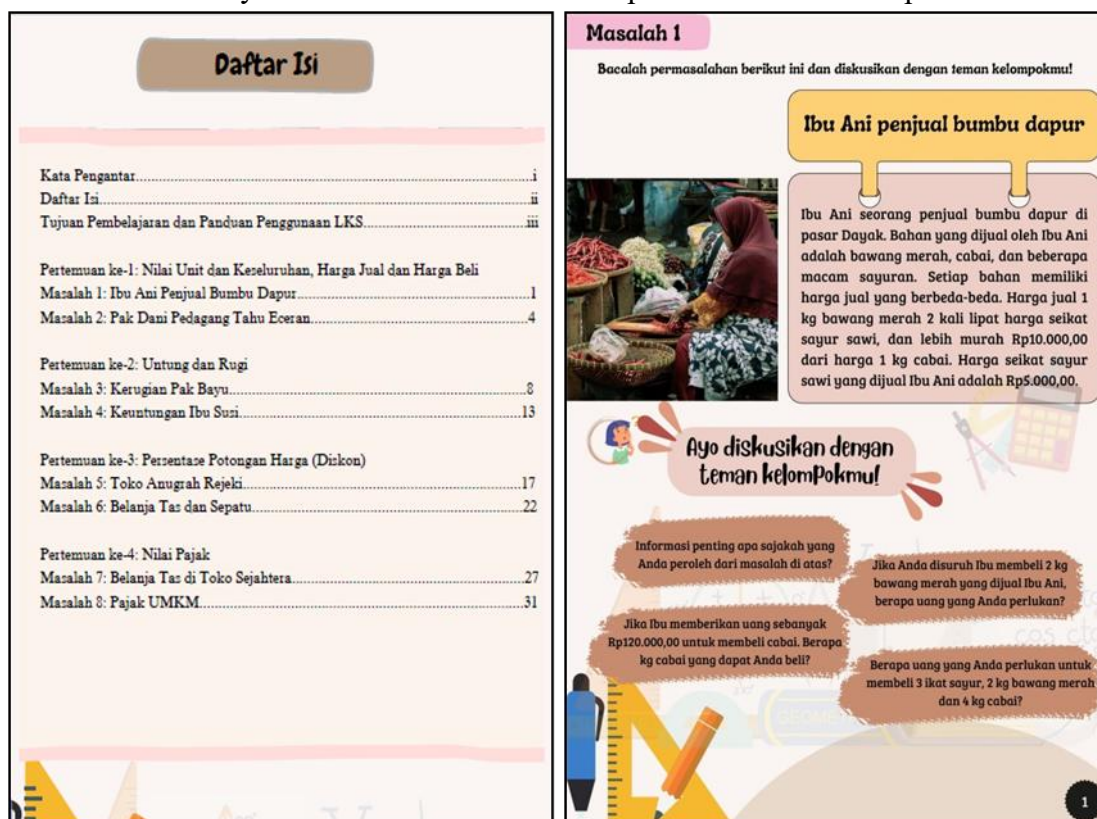 Daftar Isi
Kata Pengantar.....i
Daftar Isi.....ii
Tujuan Pembelajaran dan Panduan Penggunaan LKS.....iii
Pertemuan ke-1: Nilai Unit dan Keseluruhan, Harga Jual dan Harga Beli
Masalah 1: Ibu Ani Penjual Bumbu Dapur.....1
Masalah 2: Pak Dani Pedagang Tahu Eceran.....4
Pertemuan ke-2: Untung dan Rugi
Masalah 3: Kerugian Pak Bayu.....8
Masalah 4: Keuntungan Ibu Susi.....13
Pertemuan ke-3: Persentase Potongan Harga (Diskon)
Masalah 5: Toko Anugrah Rejeki.....17
Masalah 6: Belanja Tas dan Sepatu.....22
Pertemuan ke-4: Nilai Pajak
Masalah 7: Belanja Tas di Toko Sejahtera.....27
Masalah 8: Pajak UMKM.....31
Masalah 1
Bacalah permasalahan berikut ini dan diskusikan dengan teman kelompokmu!
Ibu Ani penjual bumbu dapur
Ibu Ani seorang penjual bumbu dapur di
pasar Dayak. Bahan yang dijual oleh Ibu Ani
adalah bawang merah, cabai, dan beberapa
macam sayuran. Setiap bahan memiliki
harga jual yang berbeda-beda. Harga jual 1
kg bawang merah 2 kali lipat harga seikat
sayur sawi, dan lebih murah Rp10.000,00
dari harga 1 kg cabai. Harga seikat sayur
sawi yang dijual Ibu Ani adalah Rp5.000,00.
Ayo diskusikan dengan
teman kelomPokmu!
Informasi penting apa sajakah yang
Anda peroleh dari masalah di atas?
Jika Anda disuruh Ibu membeli 2 kg
bawang merah yang dijual Ibu Ani,
berapa uang yang Anda perlukan?
Jika Ibu memberikan uang sebanyak
Rp120.000,00 untuk membeli cabai. Berapa
kg cabai yang dapat Anda beli?
Berapa uang yang Anda perlukan untuk
membeli 3 ikat sayur, 2 kg bawang merah
dan 4 kg cabai?
GEOME
cos
1